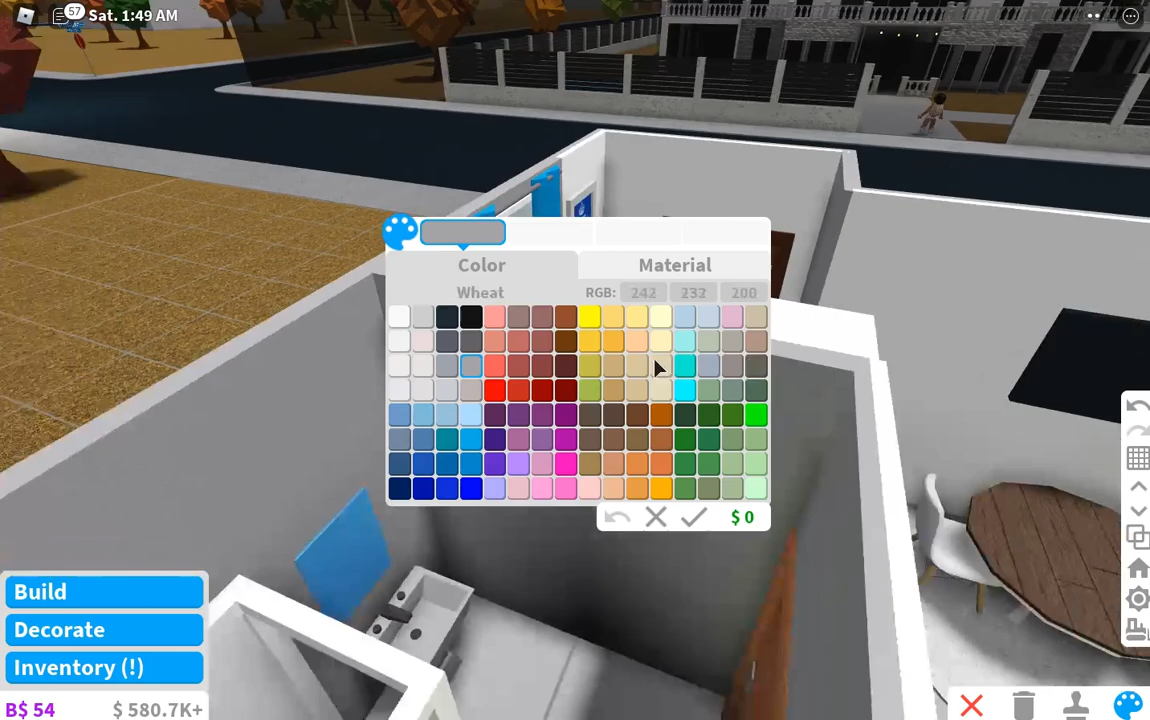 57
Sat. 1:49 AM
Color
Material
Wheat
RGB: 242 232 200
$ 0
Build
Decorate
Inventory (!)
B$ 54
$ 580.7K+